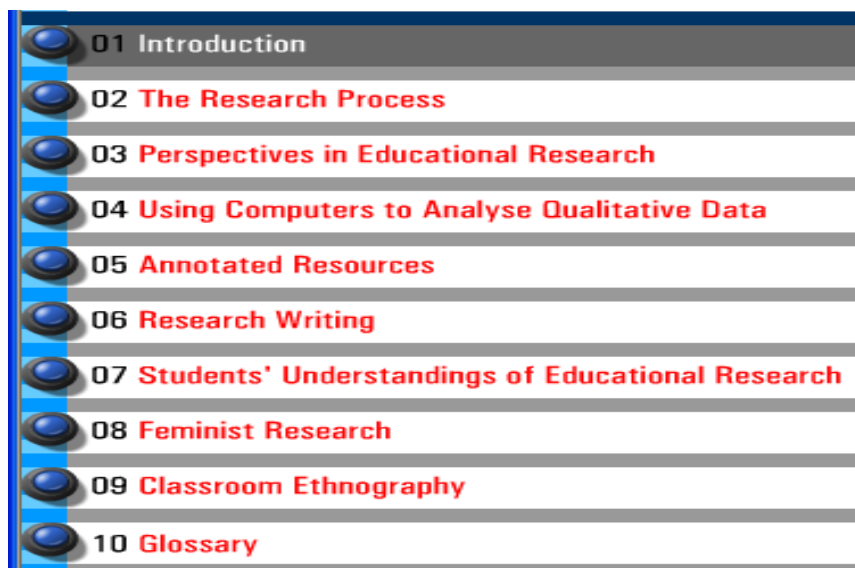 01 Introduction
02 The Research Process
03 Perspectives in Educational Research
04 Using Computers to Analyse Qualitative Data
05 Annotated Resources
06 Research Writing
07 Students' Understandings of Educational Research
08 Feminist Research
09 Classroom Ethnography
10 Glossary